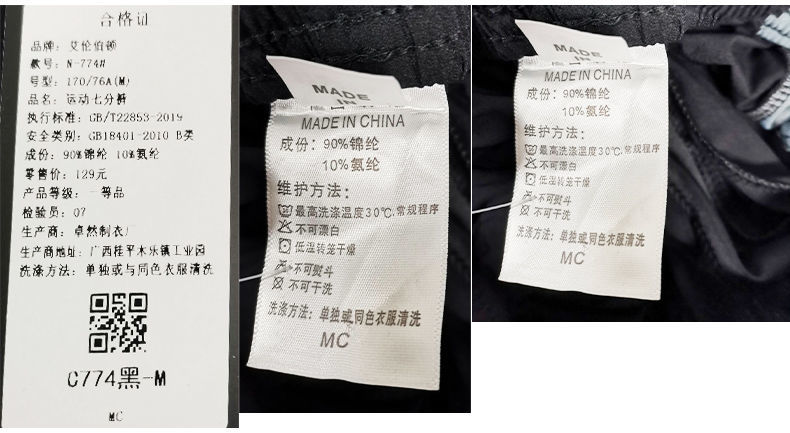 合格证
品牌：艾伦伯顿
款号：N-774#
号型：170/76A(M)
品名：运动七分裤
执行标准：GB/T22853-2019
安全类别：GB18401-2010 B类
成份：90%锦纶 10%氨纶
零售价：129元
产品等级：一等品
检验员：07
生产商：卓然制衣厂
生产商地址：广西桂平木乐镇工业园
洗涤方法：单独或与同色衣服清洗
C774黑-M
MC
MADE
IN
MADE IN CHINA
成份：90%锦纶
10%氨纶
维护方法：
最高洗涤温度30℃,常规程序
不可漂白
低温转笼干燥
不可熨斗
不可干洗
洗涤方法：单独或同色衣服清洗
MC
MADE
IN
MADE IN CHINA
成份：90%锦纶
10%氨纶
维护方法：
最高洗涤温度30℃,常规程序
不可漂白
低温转笼干燥
不可熨斗
不可干洗
洗涤方法：单独或同色衣服清洗
MC